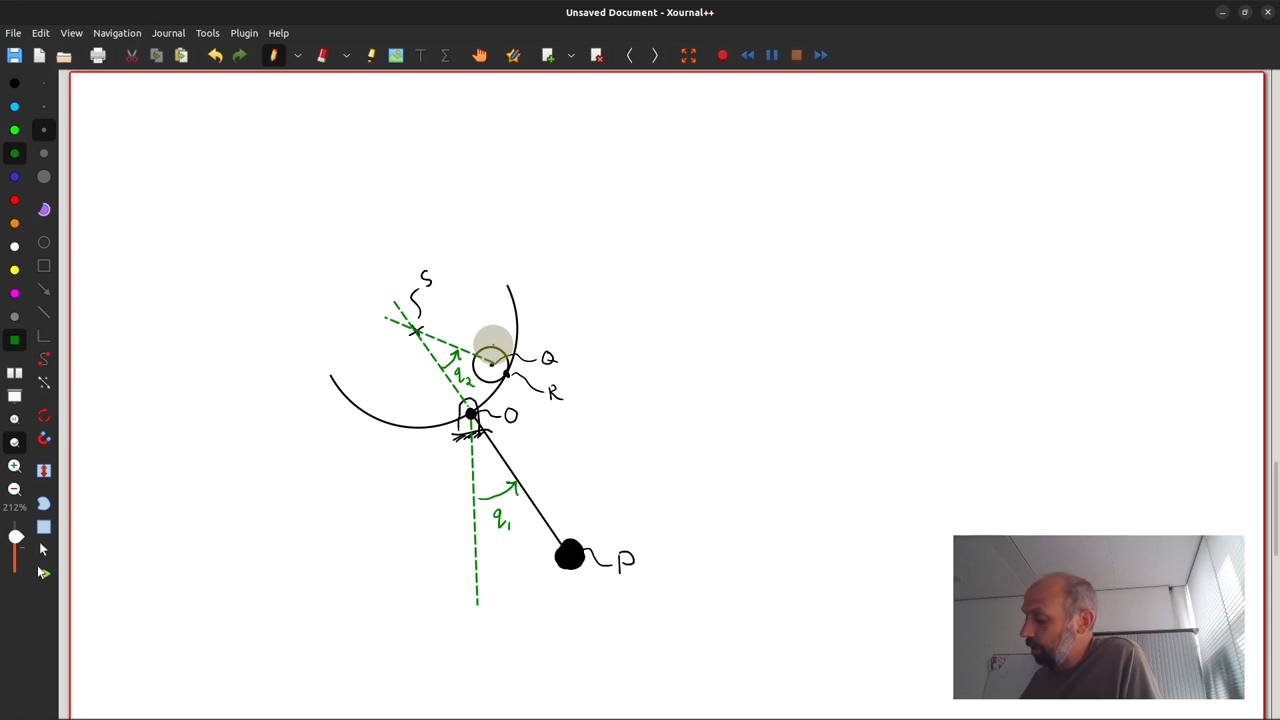 Unsaved Document - Xournal++
File Edit View Navigation Journal Tools Plugin Help
S
Q
q2
R
O
212%
q1
P